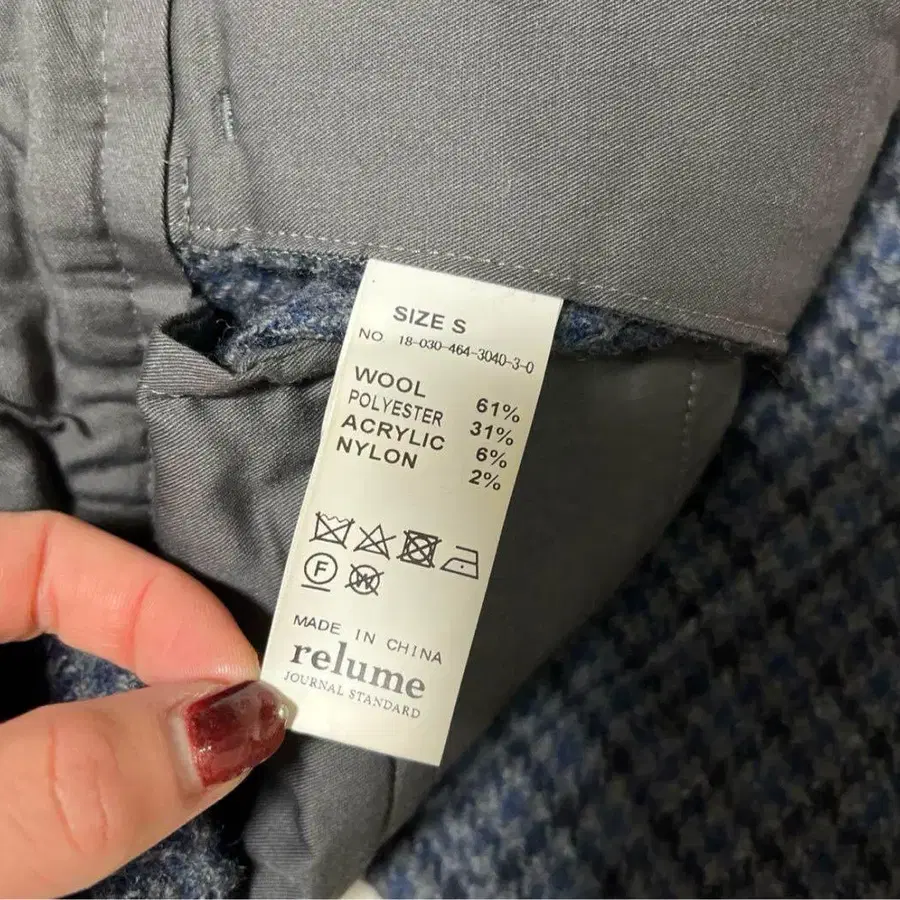 SIZE S
NO 18-030-464-3040-3-0
WOOL 61%
POLYESTER 31%
ACRYLIC 6%
NYLON 2%
F W
MADE IN CHINA
relume
JOURNAL STANDARD